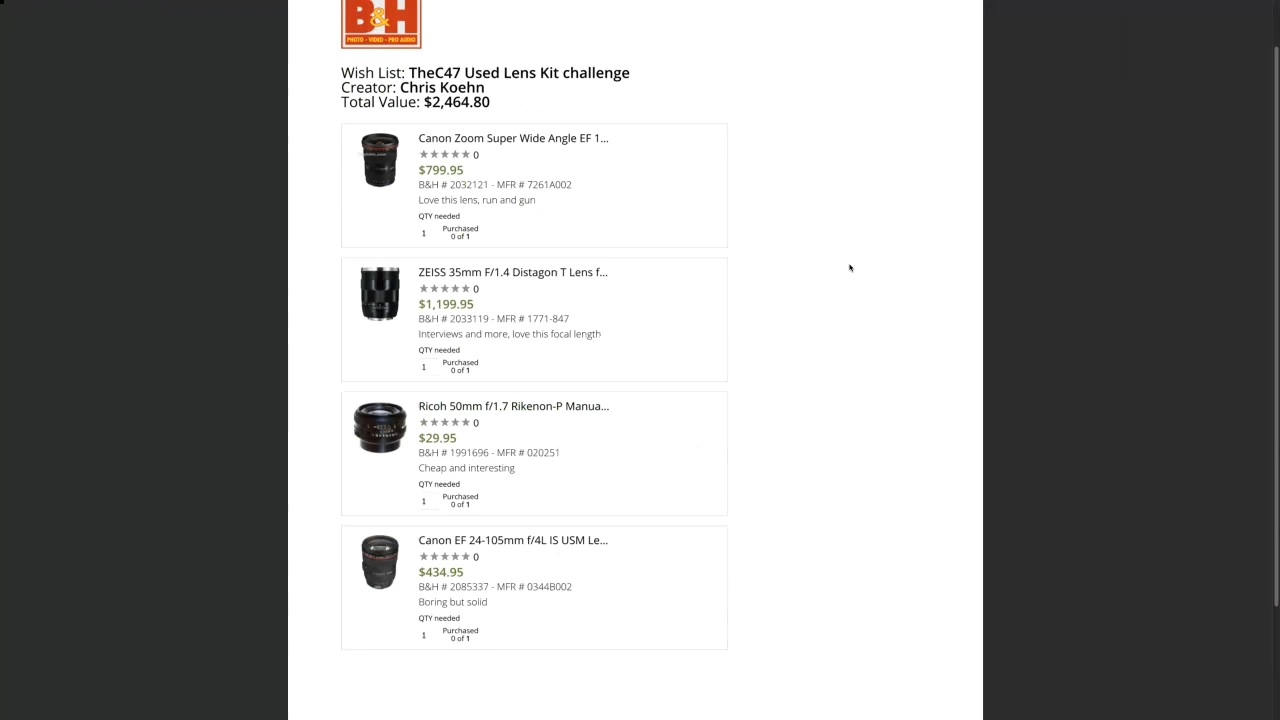 B&H
PHOTO - VIDEO - PRO AUDIO
Wish List: TheC47 Used Lens Kit challenge
Creator: Chris Koehn
Total Value: $2,464.80
Canon Zoom Super Wide Angle EF 1...
★★★★★ 0
$799.95
B&H # 2032121 - MFR # 7261A002
Love this lens, run and gun
QTY needed
1 Purchased
0 of 1
ZEISS 35mm F/1.4 Distagon T Lens f...
★★★★★ 0
$1,199.95
B&H # 2033119 - MFR # 1771-847
Interviews and more, love this focal length
QTY needed
1 Purchased
0 of 1
Ricoh 50mm f/1.7 Rikenon-P Manua...
★★★★★ 0
$29.95
B&H # 1991696 - MFR # 020251
Cheap and interesting
QTY needed
1 Purchased
0 of 1
Canon EF 24-105mm f/4L IS USM Le...
★★★★★ 0
$434.95
B&H # 2085337 - MFR # 0344B002
Boring but solid
QTY needed
1 Purchased
0 of 1